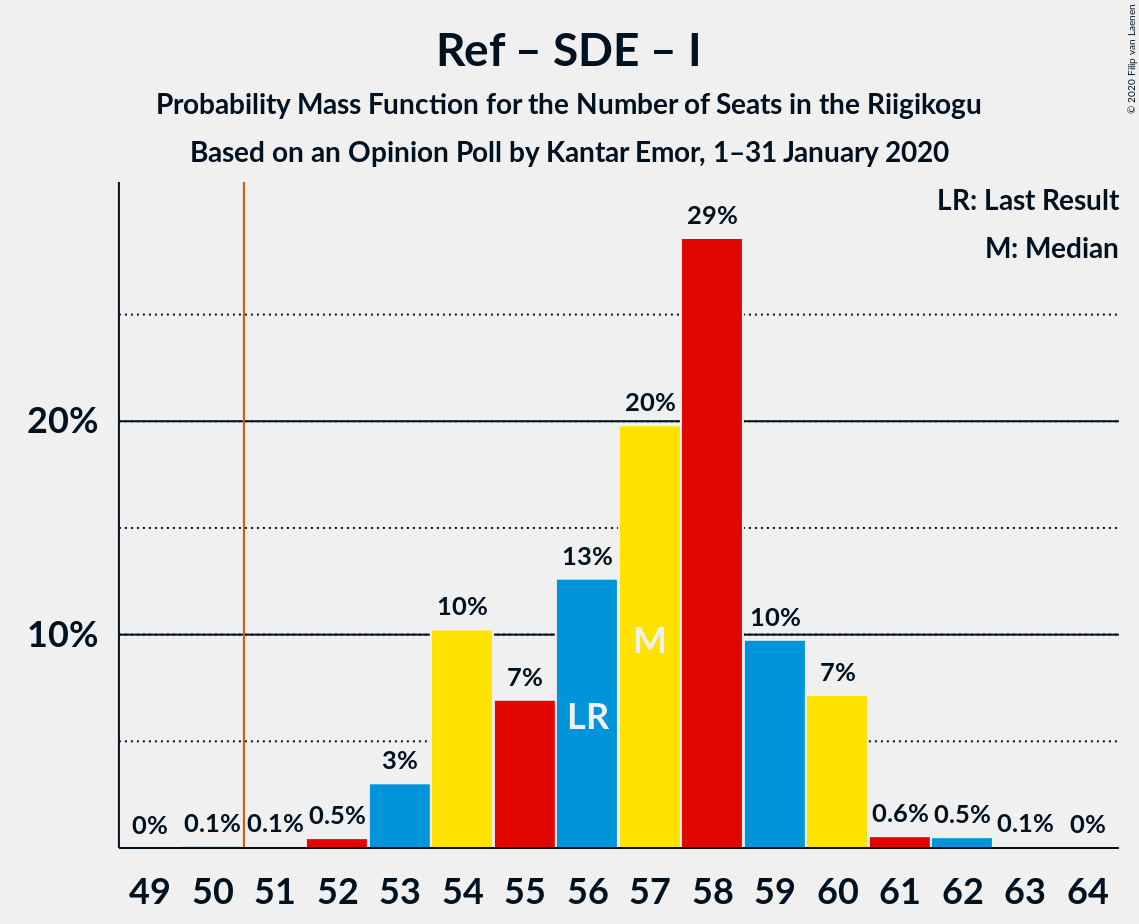 Ref – SDE – I
Probability Mass Function for the Number of Seats in the Riigikogu
Based on an Opinion Poll by Kantar Emor, 1–31 January 2020
© 2020 Filip van Laenen
LR: Last Result
M: Median
29%
20%
20%
13%
10%
10%
10%
7%
7%
3%
0%
0.1%
0.1%
0.5%
0.6%
0.5%
0.1%
0%
M
LR
49 50 51 52 53 54 55 56 57 58 59 60 61 62 63 64